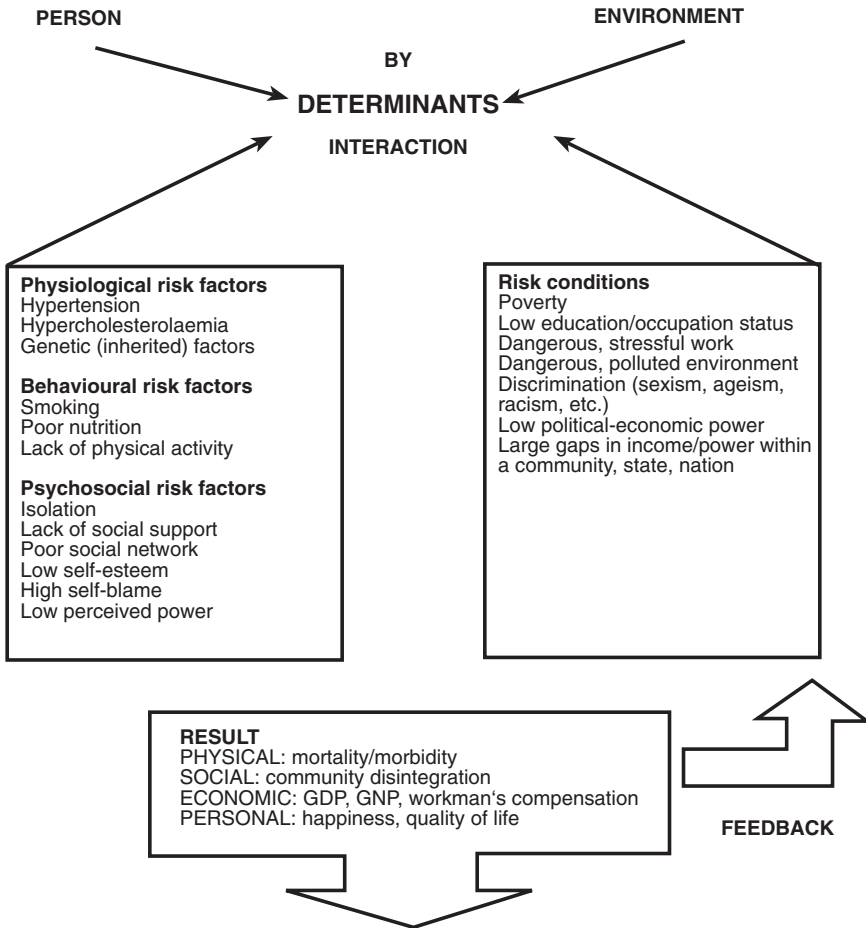 PERSON
ENVIRONMENT
BY
DETERMINANTS
INTERACTION
Physiological risk factors
Hypertension
Hypercholesterolaemia
Genetic (inherited) factors
Behavioural risk factors
Smoking
Poor nutrition
Lack of physical activity
Psychosocial risk factors
Isolation
Lack of social support
Poor social network
Low self-esteem
High self-blame
Low perceived power
Risk conditions
Poverty
Low education/occupation status
Dangerous, stressful work
Dangerous, polluted environment
Discrimination (sexism, ageism,
racism, etc.)
Low political-economic power
Large gaps in income/power within
a community, state, nation
RESULT
PHYSICAL: mortality/morbidity
SOCIAL: community disintegration
ECONOMIC: GDP, GNP, workman‘s compensation
PERSONAL: happiness, quality of life
FEEDBACK